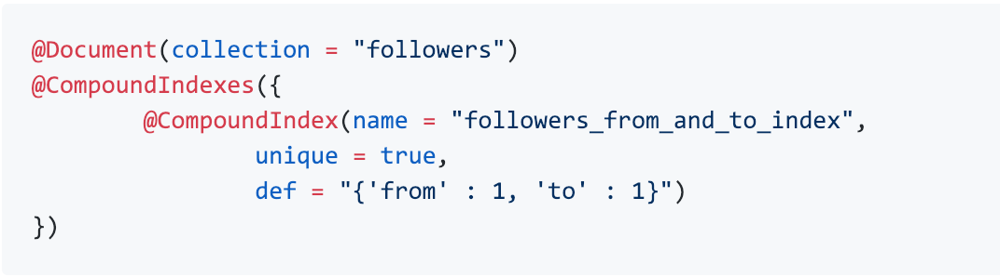 @Document(collection = "followers")
@CompoundIndexes({
        @CompoundIndex(name = "followers_from_and_to_index",
                unique = true,
                def = "{'from' : 1, 'to' : 1}")
})